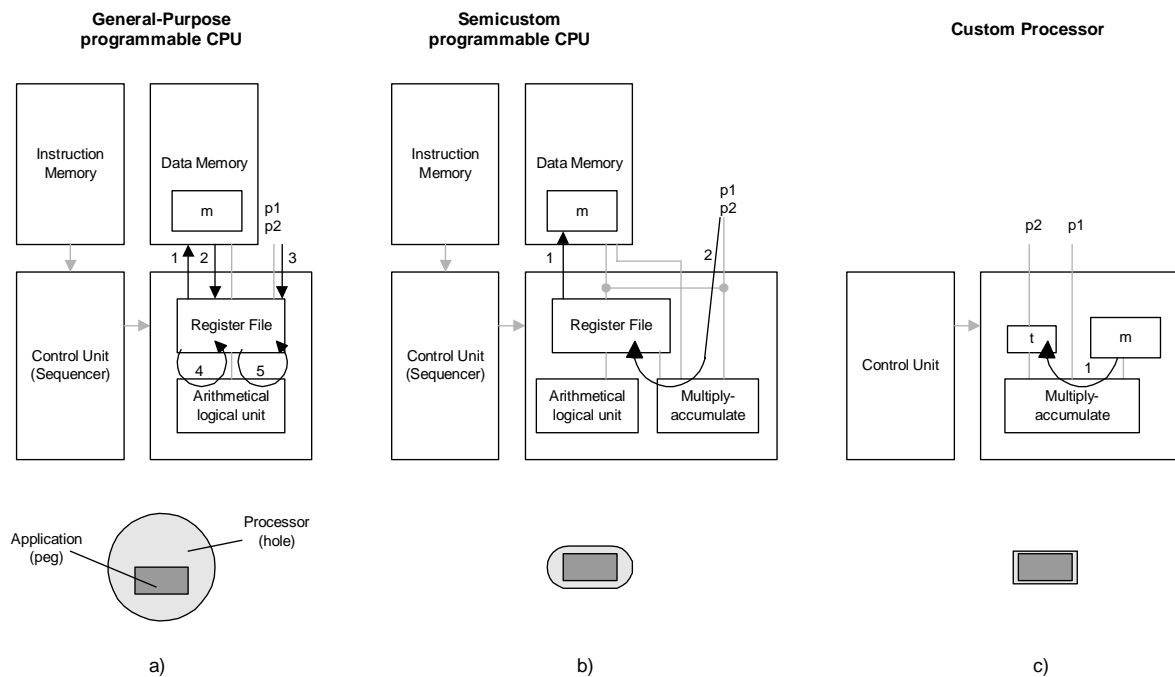 General-Purpose
programmable CPU
Instruction
Memory
Data Memory
m
p1
p2
1
2
3
Control Unit
(Sequencer)
Register File
4
5
Arithmetical
logical unit
Application
(peg)
Processor
(hole)
a)
Semicustom
programmable CPU
Instruction
Memory
Data Memory
m
p1
p2
1
2
Control Unit
(Sequencer)
Register File
Arithmetical
logical unit
Multiply-
accumulate
b)
Custom Processor
p2
p1
Control Unit
t
m
1
Multiply-
accumulate
c)